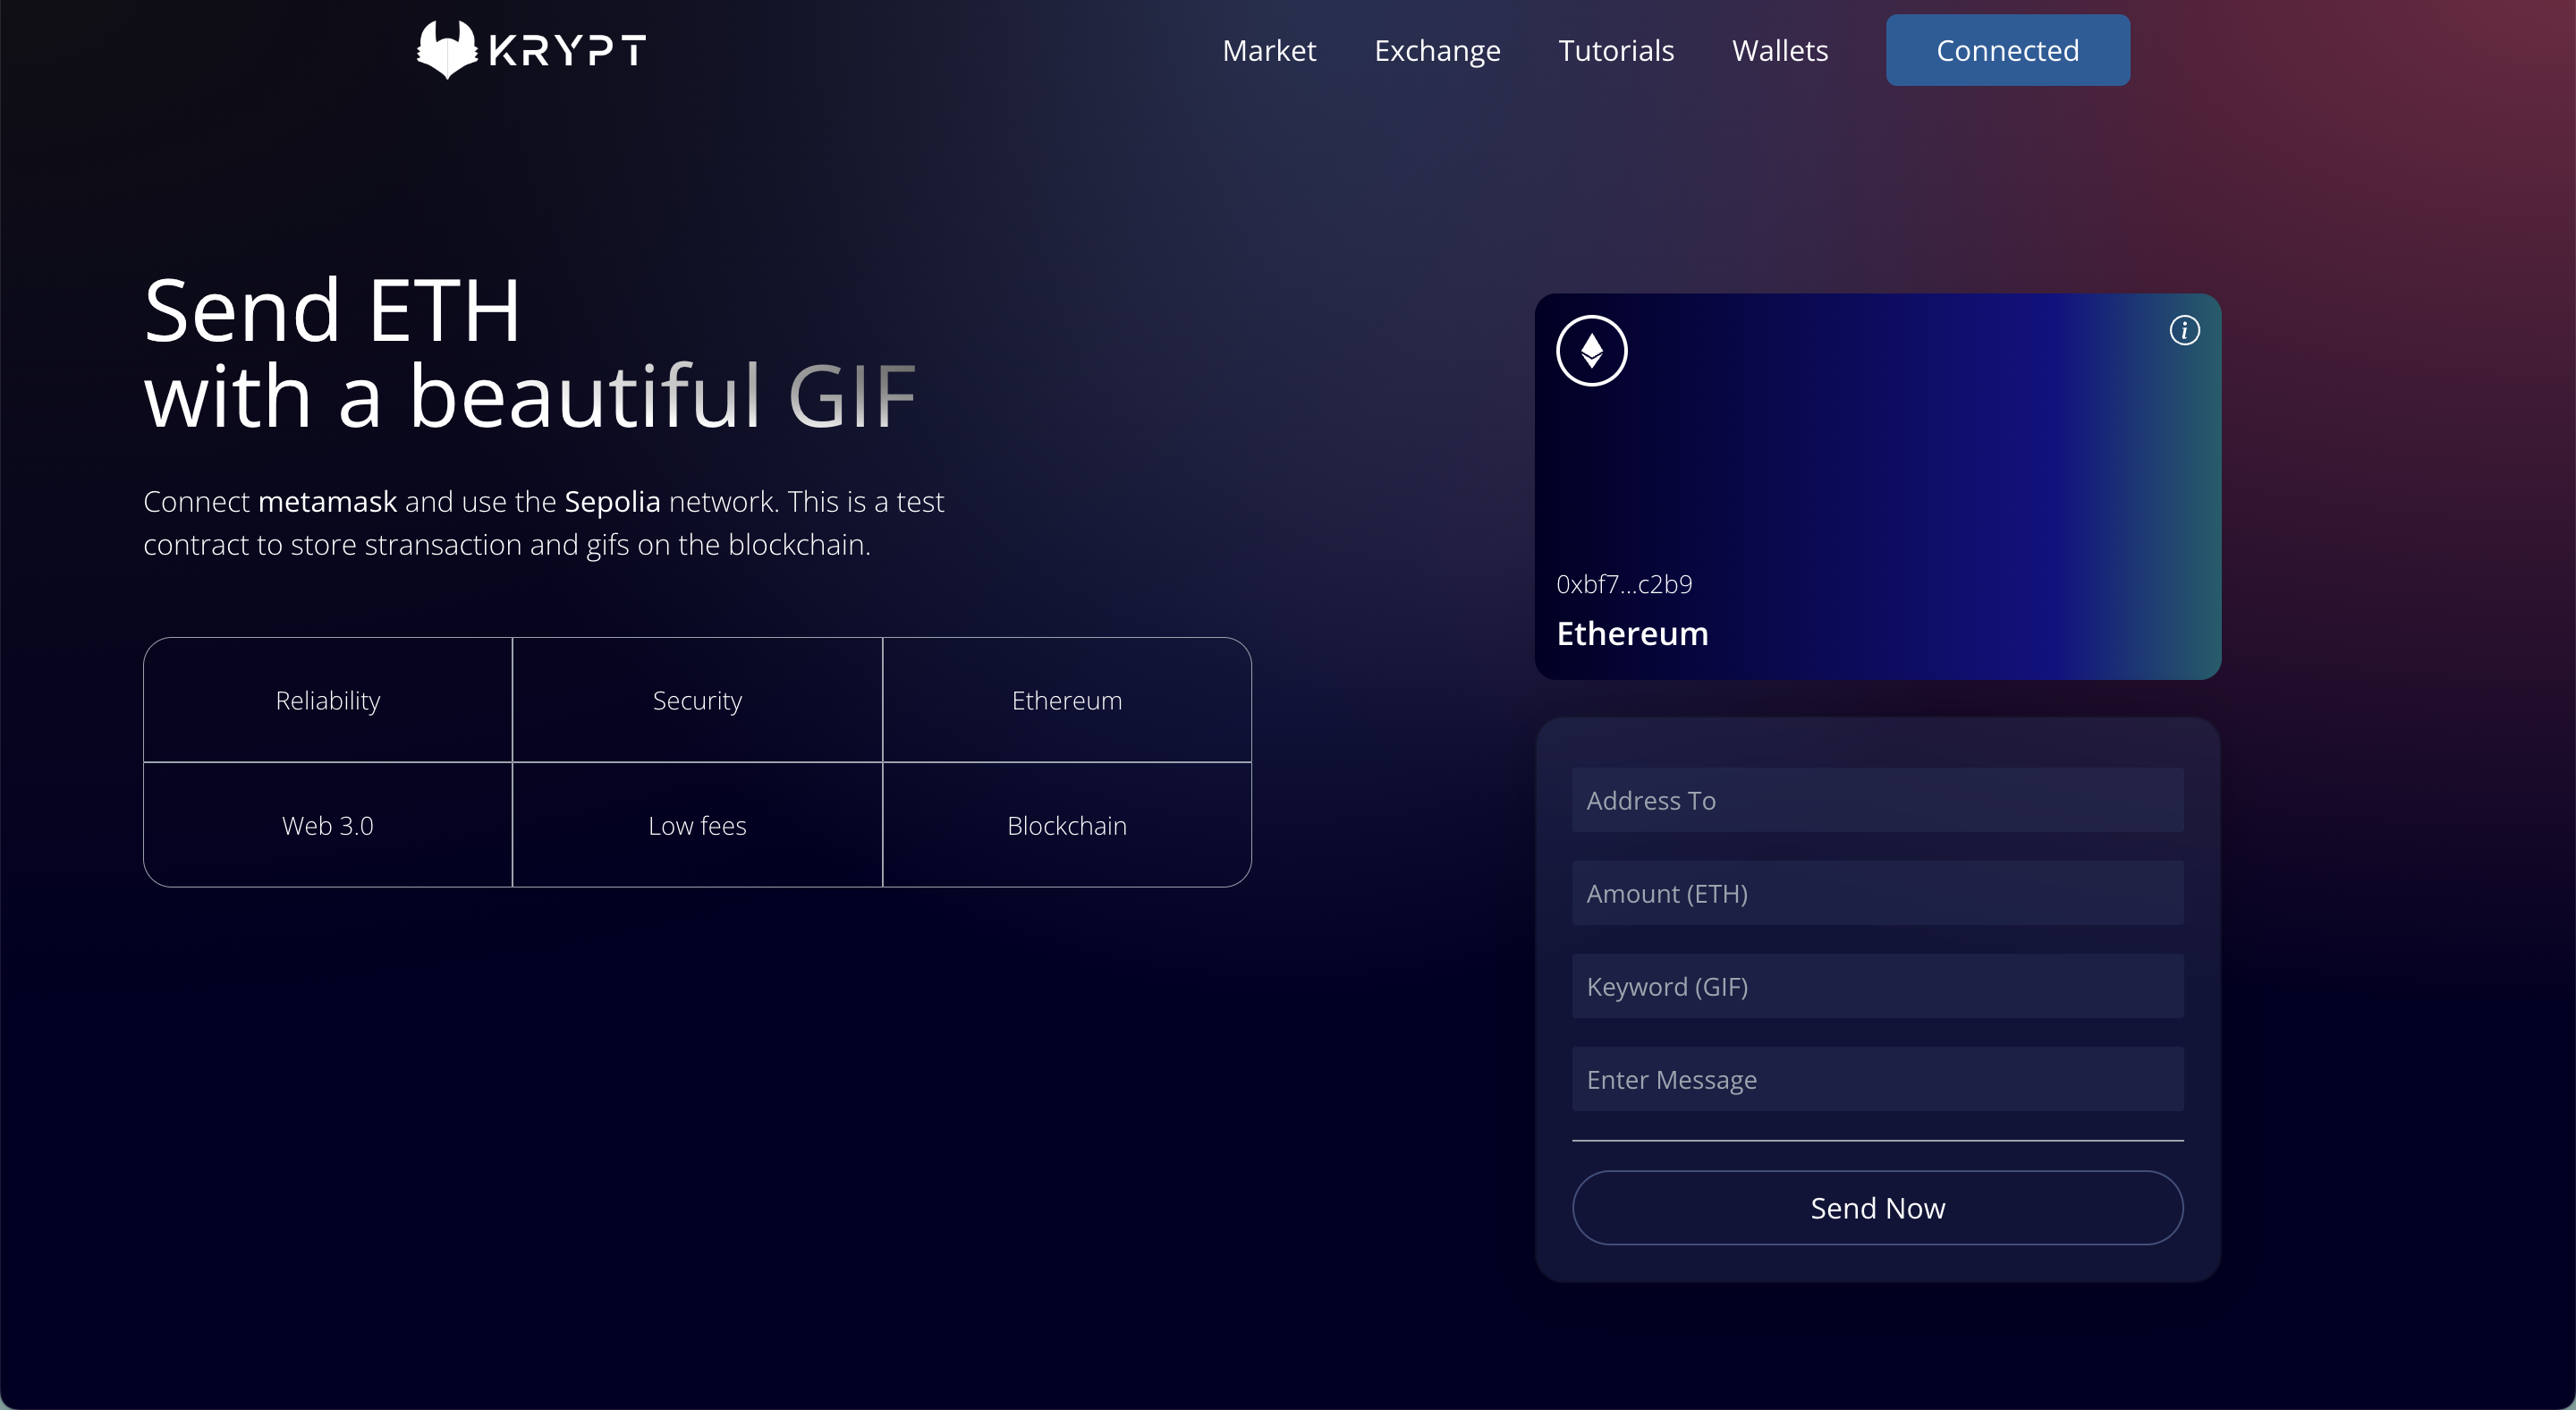 KRYPT
Market
Exchange
Tutorials
Wallets
Connected
Send ETH
with a beautiful GIF
Connect metamask and use the Sepolia network. This is a test
contract to store stransaction and gifs on the blockchain.
Reliability
Security
Ethereum
Web 3.0
Low fees
Blockchain
i
0xbf7...c2b9
Ethereum
Address To
Amount (ETH)
Keyword (GIF)
Enter Message
Send Now